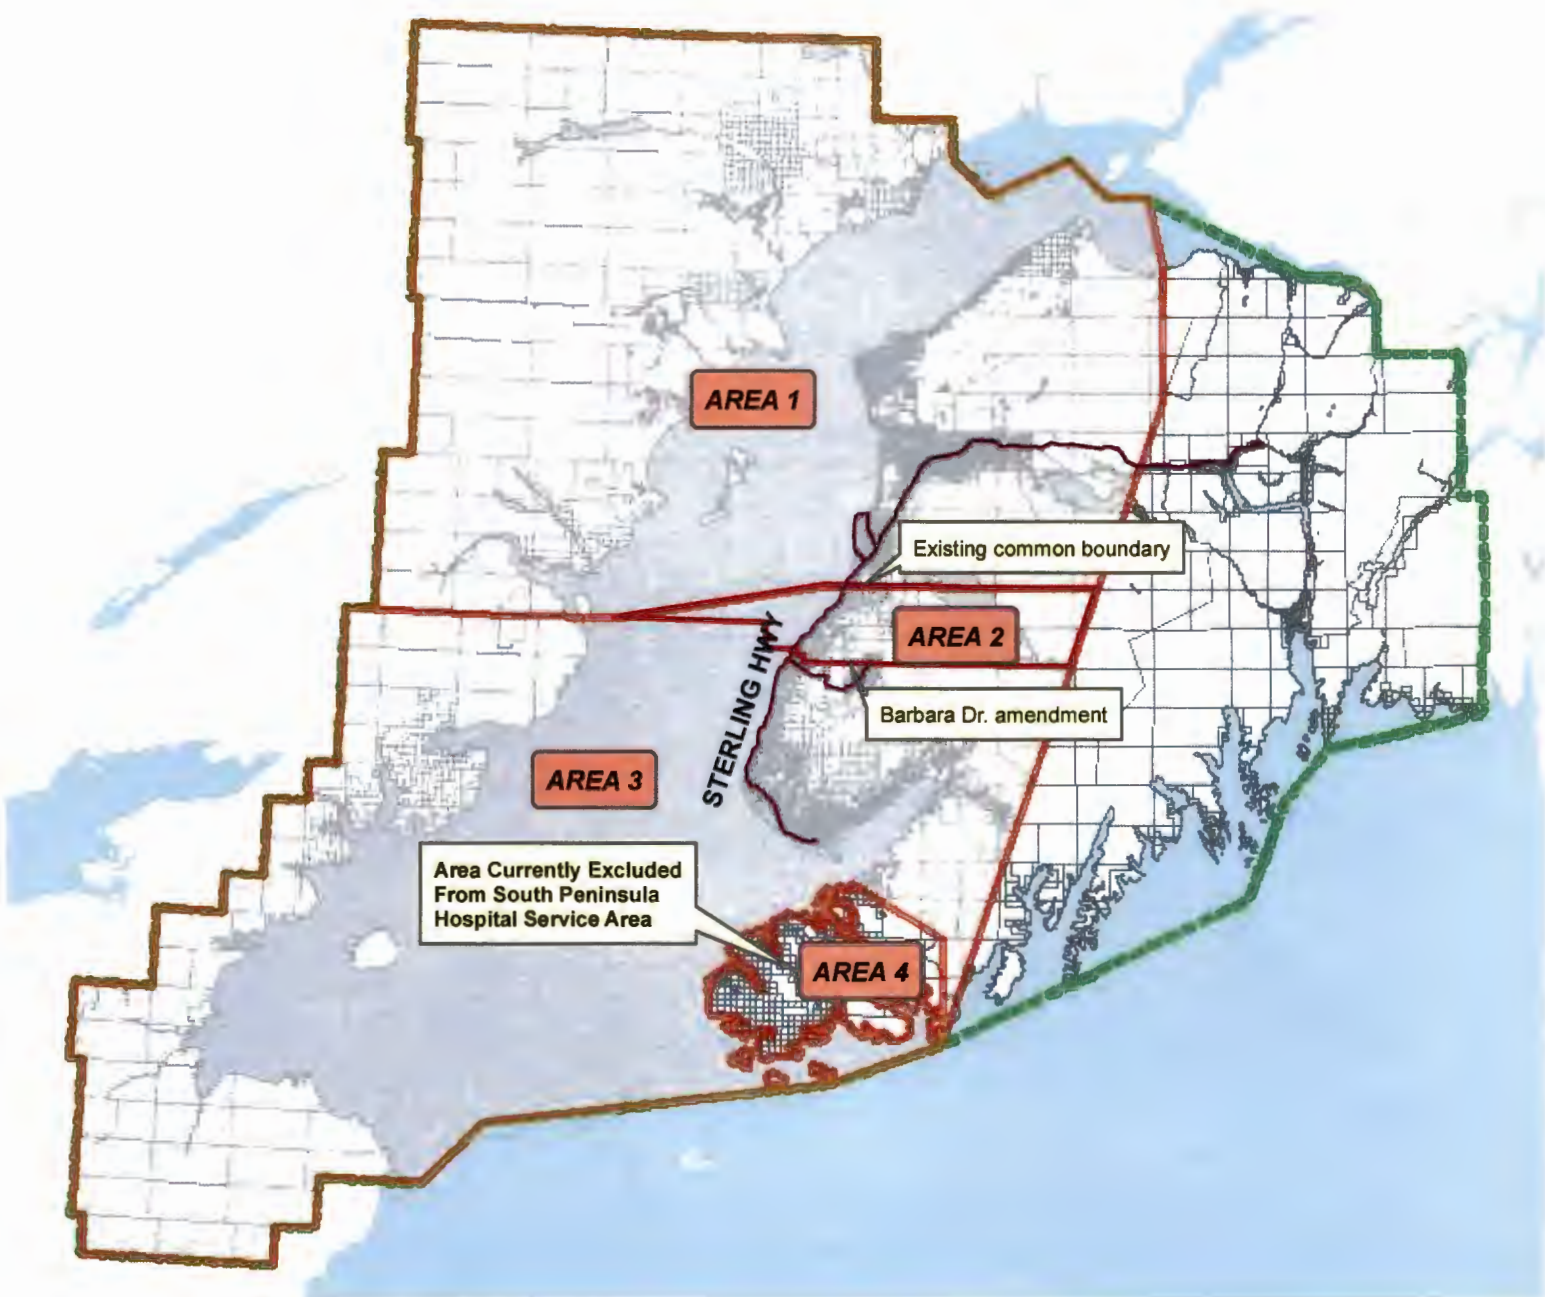 AREA 1
Existing common boundary
AREA 2
STERLING HWY
Barbara Dr. amendment
AREA 3
Area Currently Excluded
From South Peninsula
Hospital Service Area
AREA 4